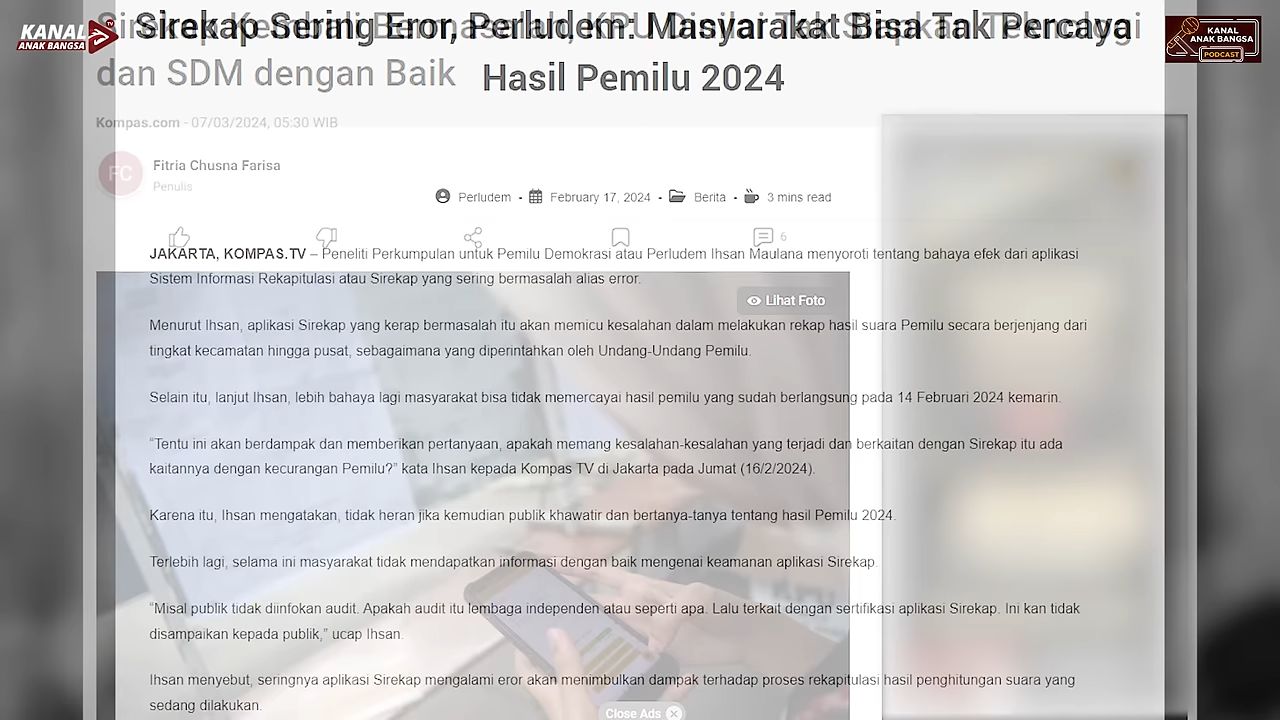 KANAL TV
ANAK BANGSA
KANAL
ANAK BANGSA
PODCAST
Sirekap Sering Eror, Perludem: Masyarakat Bisa Tak Percaya
Hasil Pemilu 2024
dan SDM dengan Baik
Kompas.com - 07/03/2024, 05:30 WIB
FC
Fitria Chusna Farisa
Penulis
Perludem - February 17, 2024 - Berita - 3 mins read
6
JAKARTA, KOMPAS.TV – Peneliti Perkumpulan untuk Pemilu Demokrasi atau Perludem Ihsan Maulana menyoroti tentang bahaya efek dari aplikasi
Sistem Informasi Rekapitulasi atau Sirekap yang sering bermasalah alias error.
Lihat Foto
Menurut Ihsan, aplikasi Sirekap yang kerap bermasalah itu akan memicu kesalahan dalam melakukan rekap hasil suara Pemilu secara berjenjang dari
tingkat kecamatan hingga pusat, sebagaimana yang diperintahkan oleh Undang-Undang Pemilu.
Selain itu, lanjut Ihsan, lebih bahaya lagi masyarakat bisa tidak memercayai hasil pemilu yang sudah berlangsung pada 14 Februari 2024 kemarin.
“Tentu ini akan berdampak dan memberikan pertanyaan, apakah memang kesalahan-kesalahan yang terjadi dan berkaitan dengan Sirekap itu ada
kaitannya dengan kecurangan Pemilu?” kata Ihsan kepada Kompas TV di Jakarta pada Jumat (16/2/2024).
Karena itu, Ihsan mengatakan, tidak heran jika kemudian publik khawatir dan bertanya-tanya tentang hasil Pemilu 2024.
Terlebih lagi, selama ini masyarakat tidak mendapatkan informasi dengan baik mengenai keamanan aplikasi Sirekap.
“Misal publik tidak diinfokan audit. Apakah audit itu lembaga independen atau seperti apa. Lalu terkait dengan sertifikasi aplikasi Sirekap. Ini kan tidak
disampaikan kepada publik,” ucap Ihsan.
Ihsan menyebut, seringnya aplikasi Sirekap mengalami eror akan menimbulkan dampak terhadap proses rekapitulasi hasil penghitungan suara yang
sedang dilakukan.
Close Ads